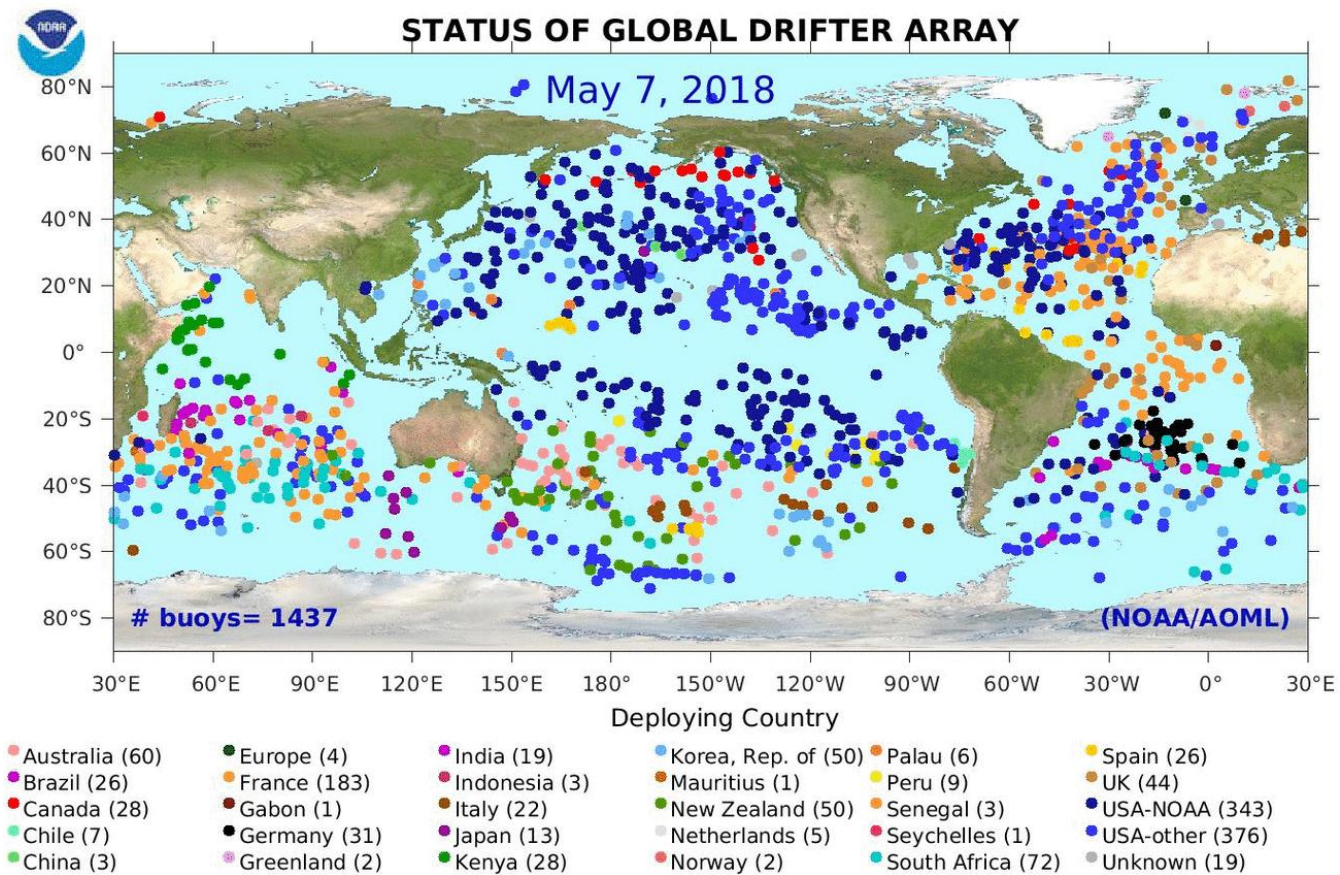 NOAA
STATUS OF GLOBAL DRIFTER ARRAY
May 7, 2018
80°N
60°N
40°N
20°N
0°
20°S
40°S
60°S
80°S
# buoys= 1437
(NOAA/AOML)
30°E 60°E 90°E 120°E 150°E 180° 150°W 120°W 90°W 60°W 30°W 0° 30°E
Deploying Country
Australia (60) Europe (4) India (19) Korea, Rep. of (50) Palau (6) Spain (26)
Brazil (26) France (183) Indonesia (3) Mauritius (1) Peru (9) UK (44)
Canada (28) Gabon (1) Italy (22) New Zealand (50) Senegal (3) USA-NOAA (343)
Chile (7) Germany (31) Japan (13) Netherlands (5) Seychelles (1) USA-other (376)
China (3) Greenland (2) Kenya (28) Norway (2) South Africa (72) Unknown (19)